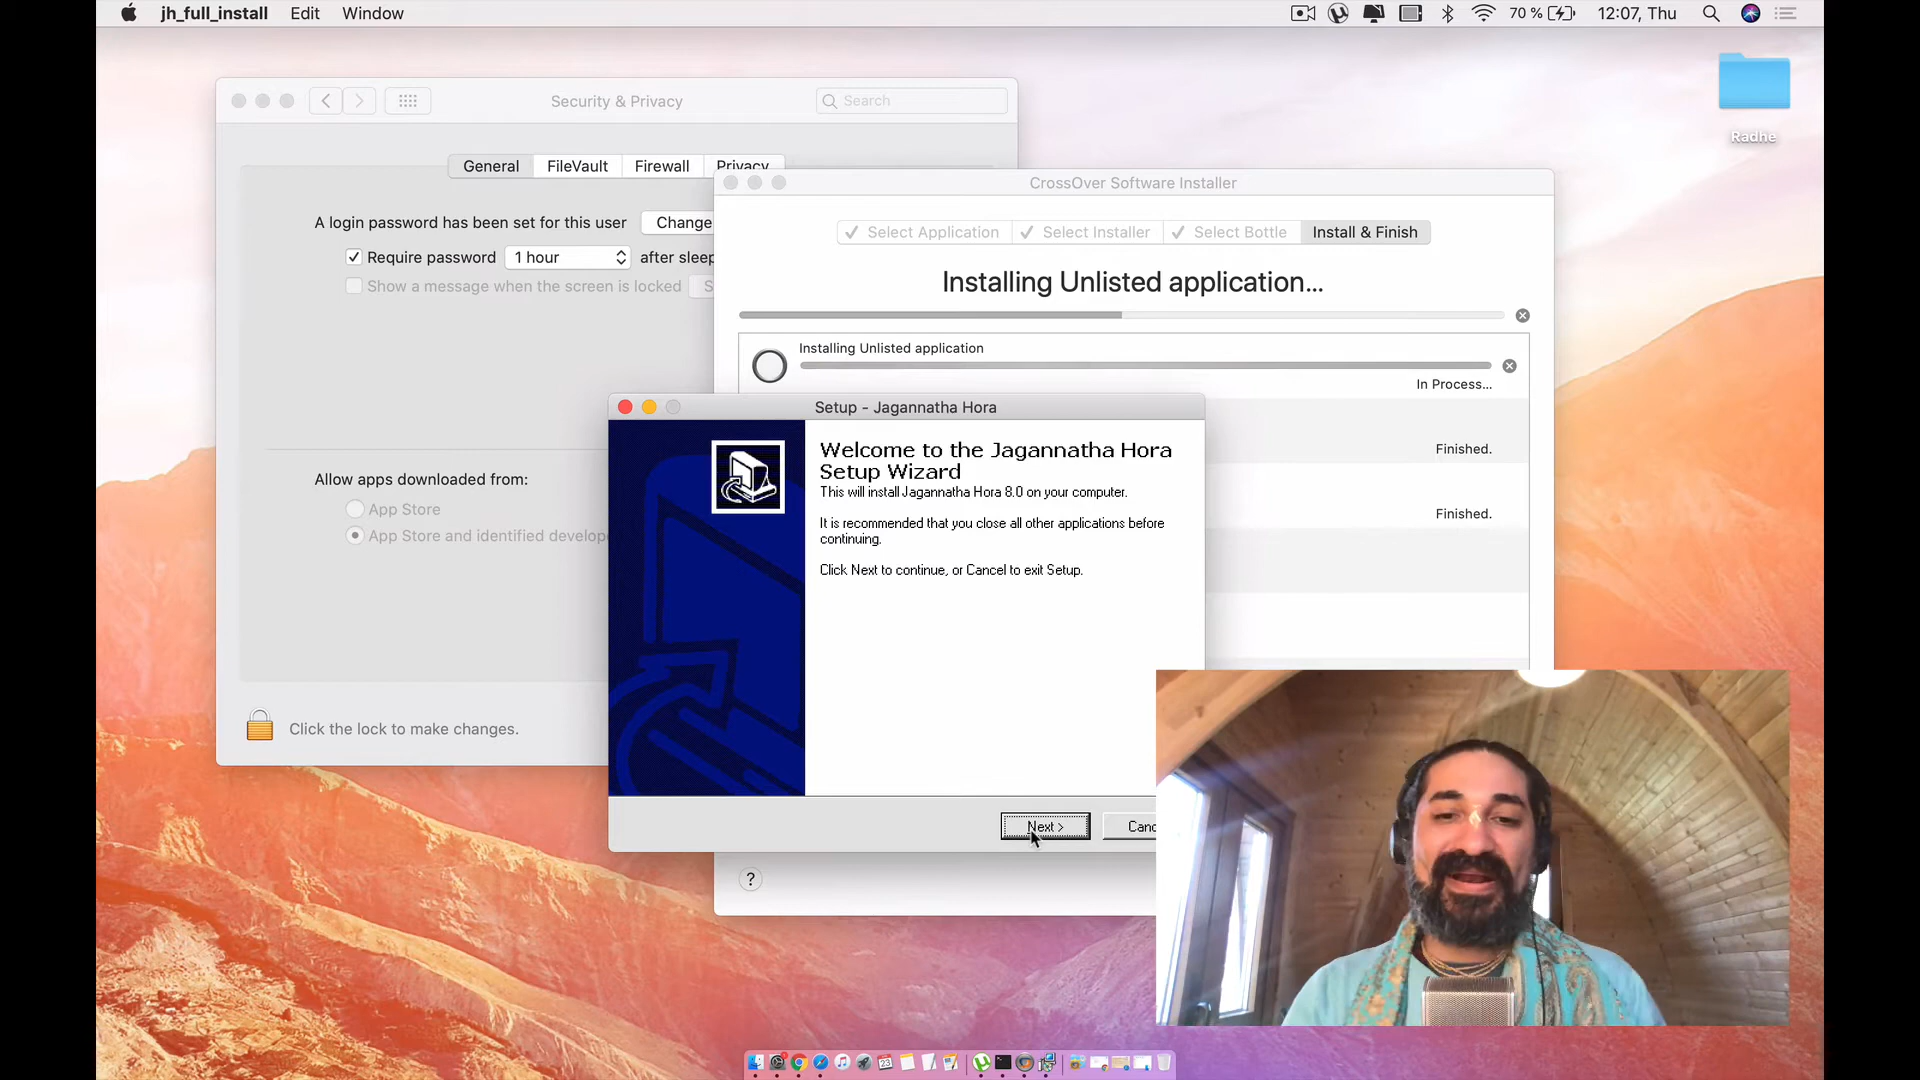 jh_full_install Edit Window 70 % 12:07, Thu
Radhe
Security & Privacy
Search
General FileVault Firewall Privacy
A login password has been set for this user Change
Require password 1 hour after sleep
Show a message when the screen is locked S
Allow apps downloaded from:
App Store
App Store and identified develope
Click the lock to make changes.
CrossOver Software Installer
Select Application Select Installer Select Bottle Install & Finish
Installing Unlisted application...
Installing Unlisted application
In Process...
Finished.
Finished.
?
Setup - Jagannatha Hora
Welcome to the Jagannatha Hora
Setup Wizard
This will install Jagannatha Hora 8.0 on your computer.
It is recommended that you close all other applications before
continuing.
Click Next to continue, or Cancel to exit Setup.
Next > Canc
23